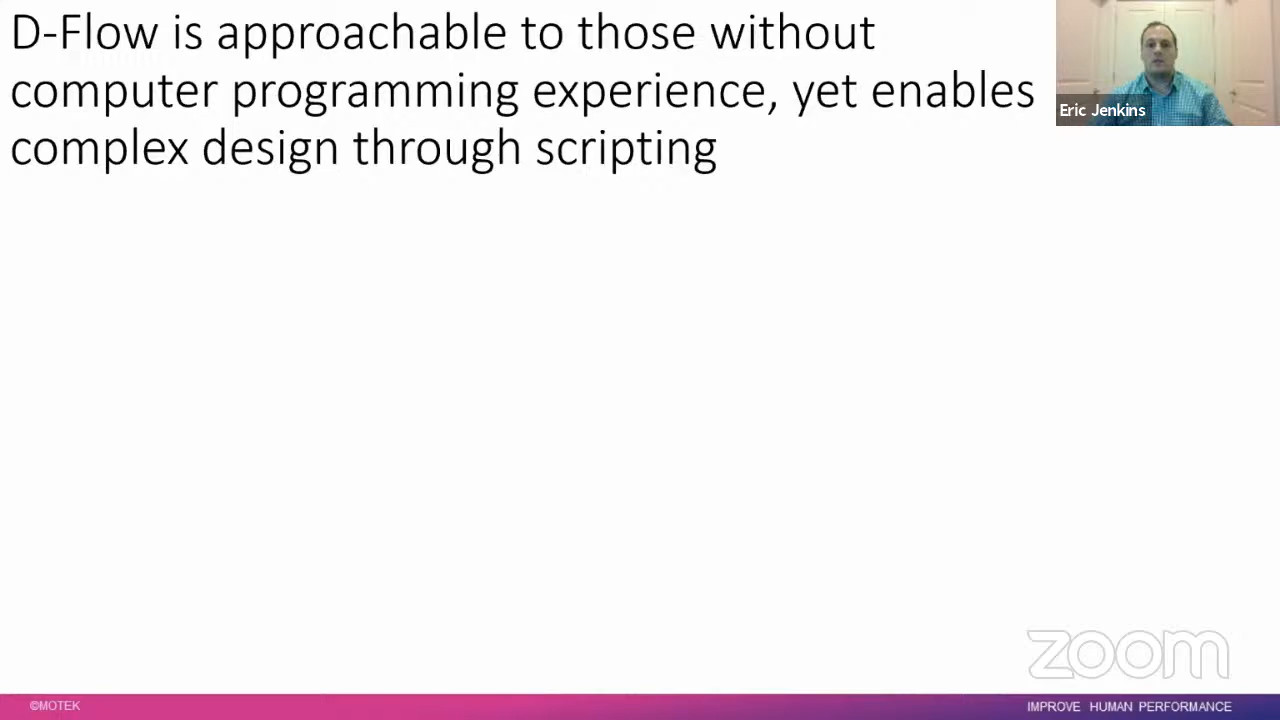 D-Flow is approachable to those without
computer programming experience, yet enables
complex design through scripting
Eric Jenkins
zoom
©MOTEK
IMPROVE HUMAN PERFORMANCE